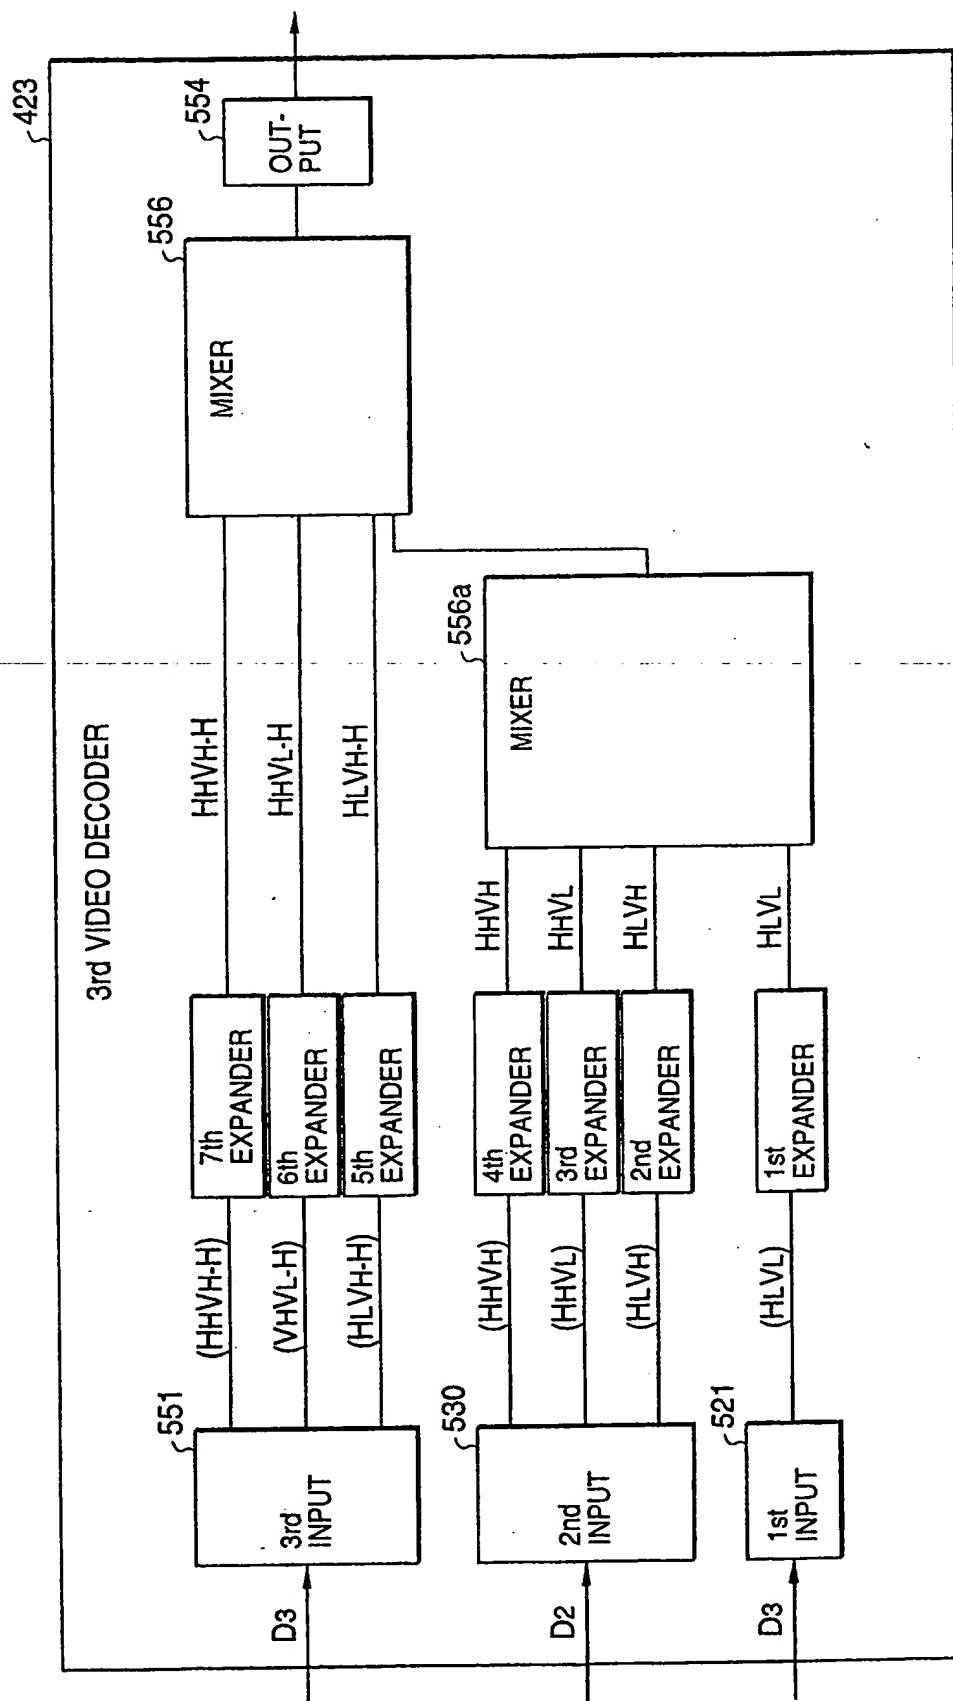 423
3rd VIDEO DECODER
D3
3rd
INPUT
551
(HHVH-H)
(VHVL-H)
(HLVH-H)
7th
EXPANDER
6th
EXPANDER
5th
EXPANDER
HHVH-H
HHVL-H
HLVH-H
MIXER
556
OUT-
PUT
554
D2
2nd
INPUT
530
(HHVH)
(HHVL)
(HLVH)
4th
EXPANDER
3rd
EXPANDER
2nd
EXPANDER
HHVH
HHVL
HLVH
MIXER
556a
D3
1st
INPUT
521
(HLVL)
1st
EXPANDER
HLVL